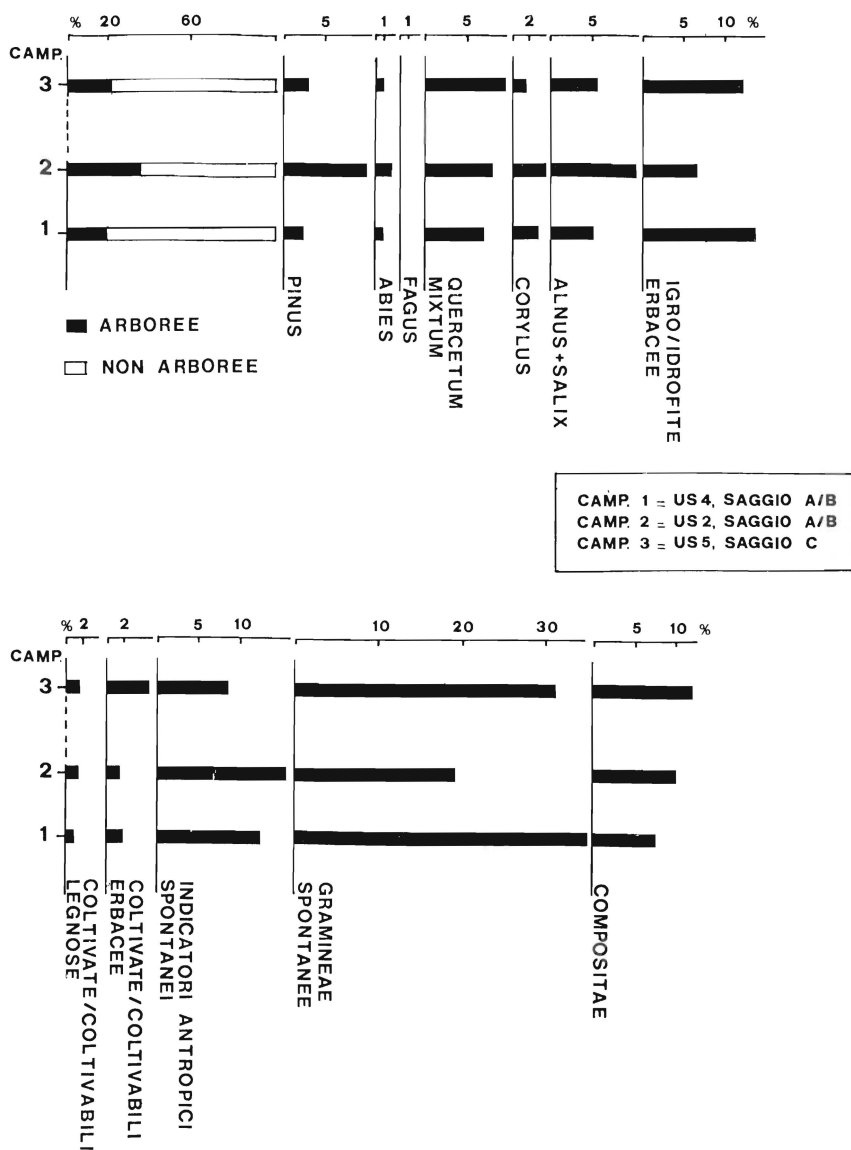 % 20 60 5 1 1 5 2 5 5 10 %
CAMP.
3
2
1
PINUS
ABIES
FAGUS
QUERCETUM
MIXTUM
CORYLUS
ALNUS+SALIX
IGRO/IDROFITE
ERBACEE
ARBOREE
NON ARBOREE
CAMP. 1 = US 4, SAGGIO A/B
CAMP. 2 = US 2, SAGGIO A/B
CAMP. 3 = US 5, SAGGIO C
% 2 2 5 10 10 20 30 5 10 %
CAMP.
3
2
1
COLTIVATE/COLTIVABILI
LEGNOSE
COLTIVATE/COLTIVABILI
ERBACEE
INDICATORI ANTROPICI
SPONTANEI
GRAMINEAE
SPONTANEE
COMPOSITAE